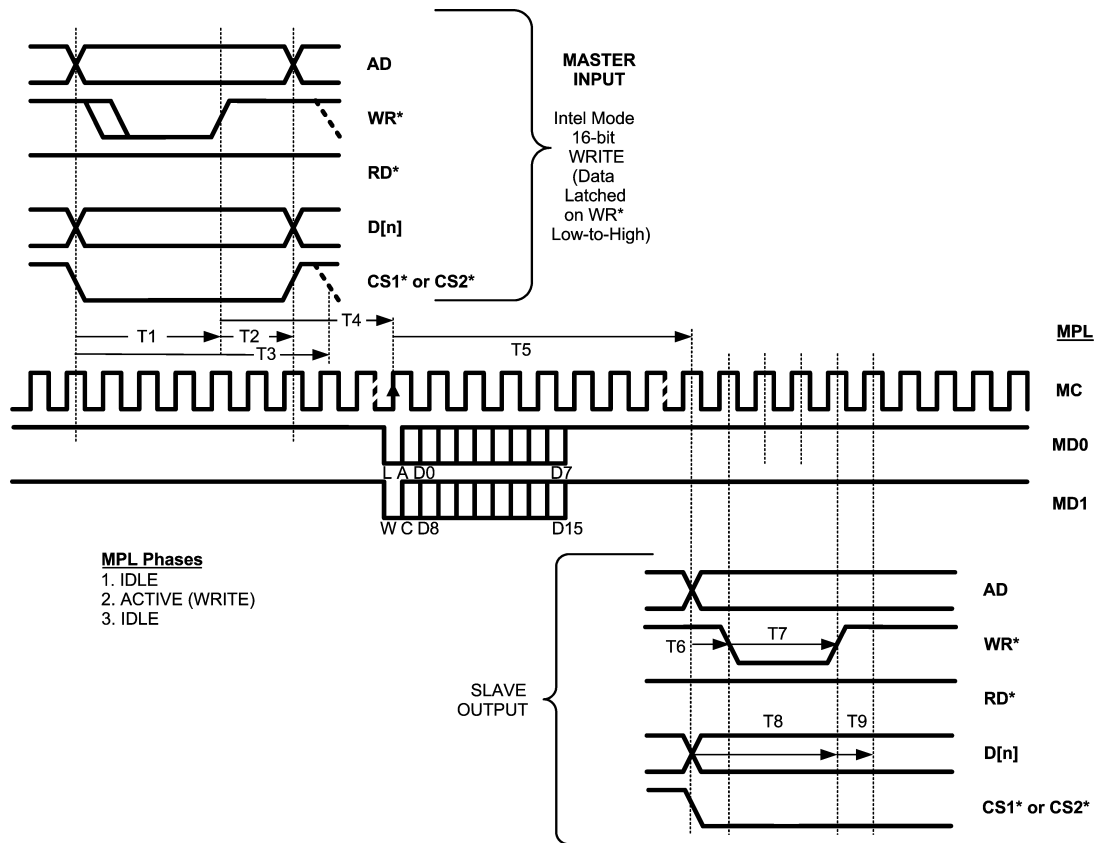 AD
WR*
RD*
D[n]
CS1* or CS2*
MASTER
INPUT
Intel Mode
16-bit
WRITE
(Data
Latched
on WR*
Low-to-High)
T4
T1
T2
T3
T5
MPL
MC
MD0
L A D0 D7
MD1
W C D8 D15
MPL Phases
1. IDLE
2. ACTIVE (WRITE)
3. IDLE
SLAVE
OUTPUT
AD
T6
T7
WR*
RD*
T8
T9
D[n]
CS1* or CS2*